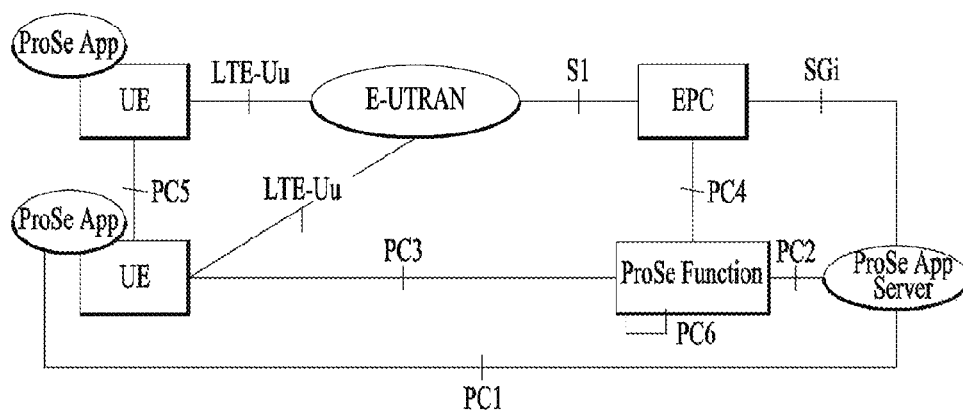 ProSe App
UE
LTE-Uu
E-UTRAN
S1
EPC
SGi
PC5
LTE-Uu
PC4
ProSe App
UE
PC3
ProSe Function
PC2
ProSe App
Server
PC6
PC1